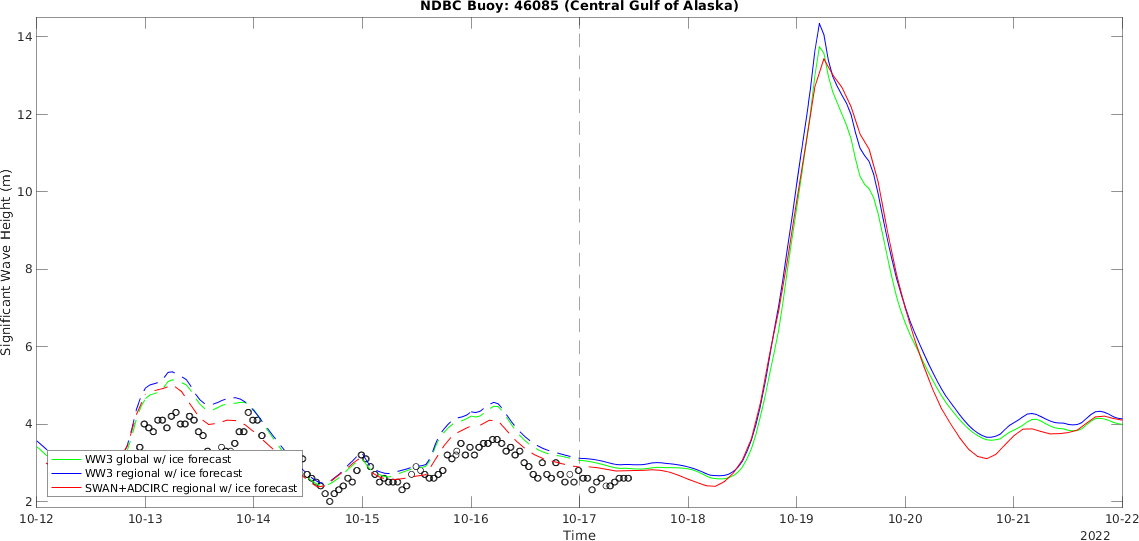 NDBC Buoy: 46085 (Central Gulf of Alaska)
14
12
10
8
6
4
2
Significant Wave Height (m)
WW3 global w/ ice forecast
WW3 regional w/ ice forecast
SWAN+ADCIRC regional w/ ice forecast
10-12 10-13 10-14 10-15 10-16 10-17 10-18 10-19 10-20 10-21 10-22
Time
2022